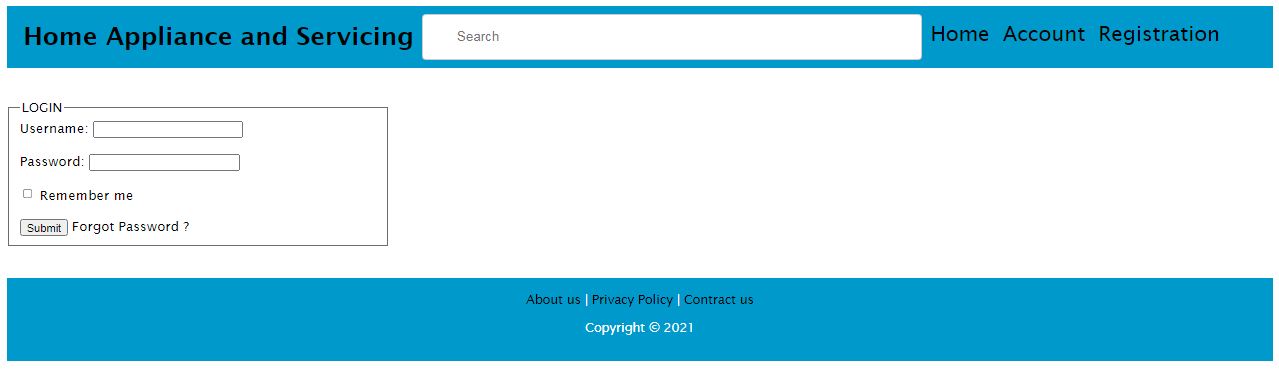 Home Appliance and Servicing Search Home Account Registration
LOGIN
Username:
Password:
Remember me
Submit Forgot Password ?
About us | Privacy Policy | Contract us
Copyright © 2021